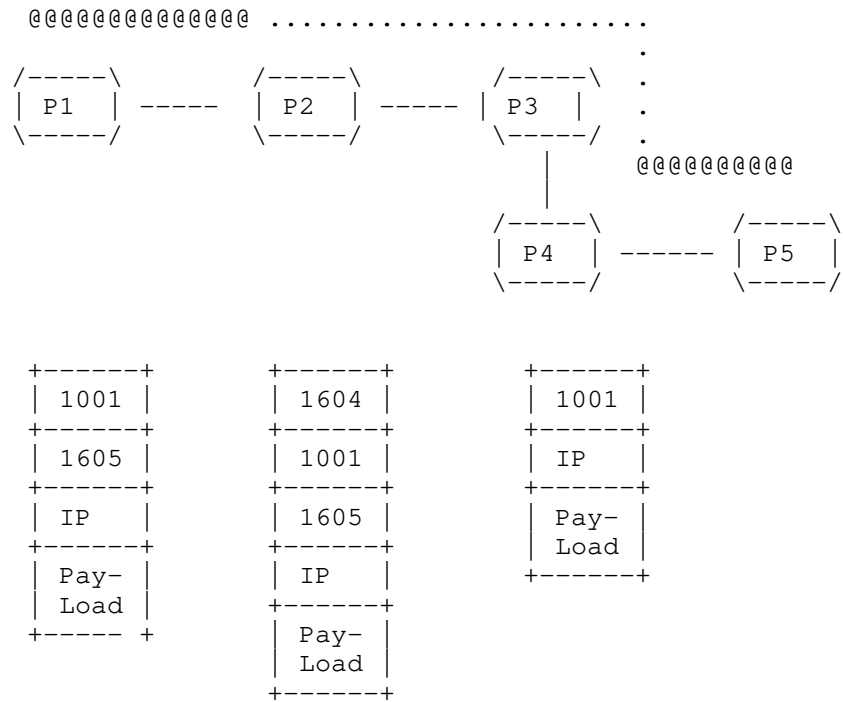 @@@@@@@@@@@@@@ ........................
.
/-----\ /-----\ /-----\ .
| P1 | ----- | P2 | ----- | P3 | .
\-----/ \-----/ \-----/ .
| @@@@@@@@@@
|
/-----\ /-----\
| P4 | ------ | P5 |
\-----/ \-----/
+------+ +------+ +------+
| 1001 | | 1604 | | 1001 |
+------+ +------+ +------+
| 1605 | | 1001 | | IP |
+------+ +------+ +------+
| IP | | 1605 | | Pay- |
+------+ +------+ | Load |
| Pay- | | IP | +------+
| Load | +------+
+----- + | Pay- |
| Load |
+------+